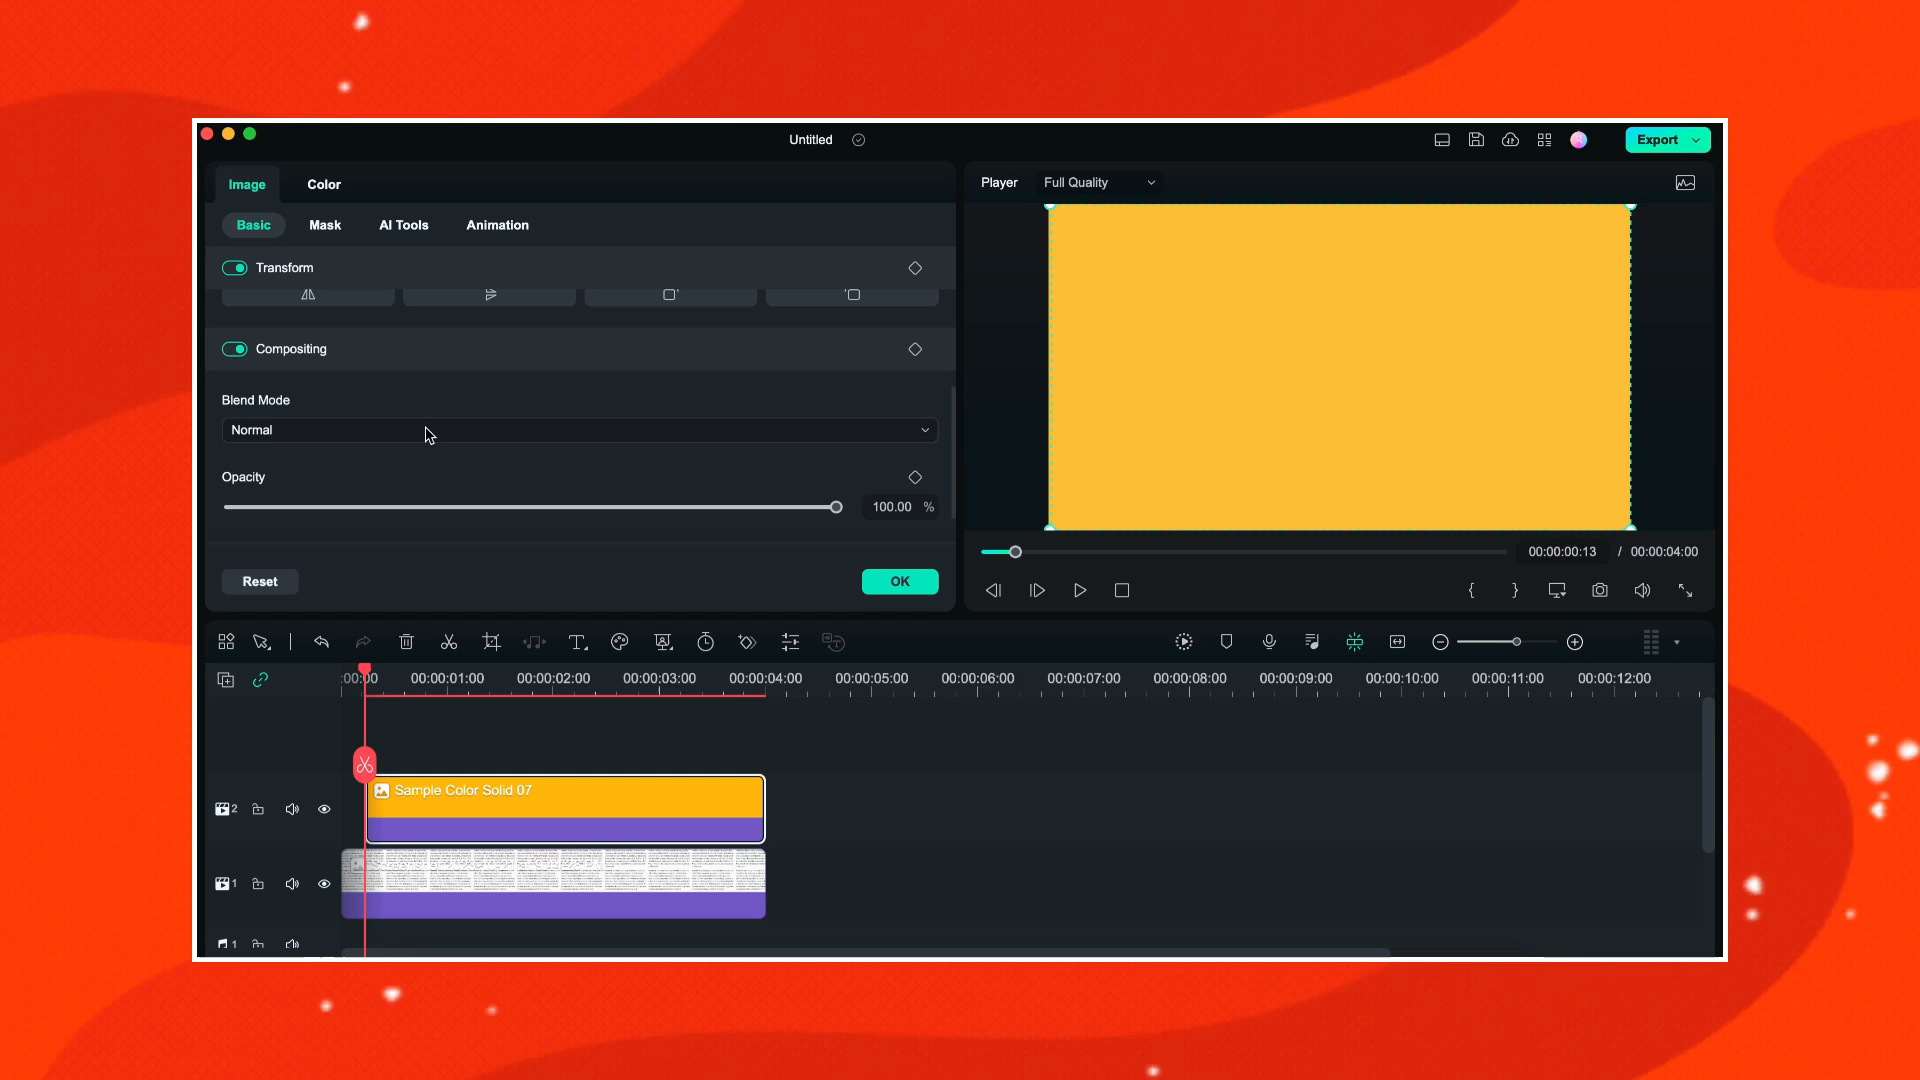 Untitled
Export
Image
Color
Player
Full Quality
Basic
Mask
AI Tools
Animation
Transform
Compositing
Blend Mode
Normal
Opacity
100.00 %
Reset
OK
00:00:00:13 / 00:00:04:00
:00:00 00:00:01:00 00:00:02:00 00:00:03:00 00:00:04:00 00:00:05:00 00:00:06:00 00:00:07:00 00:00:08:00 00:00:09:00 00:00:10:00 00:00:11:00 00:00:12:00
Sample Color Solid 07
2
1
1